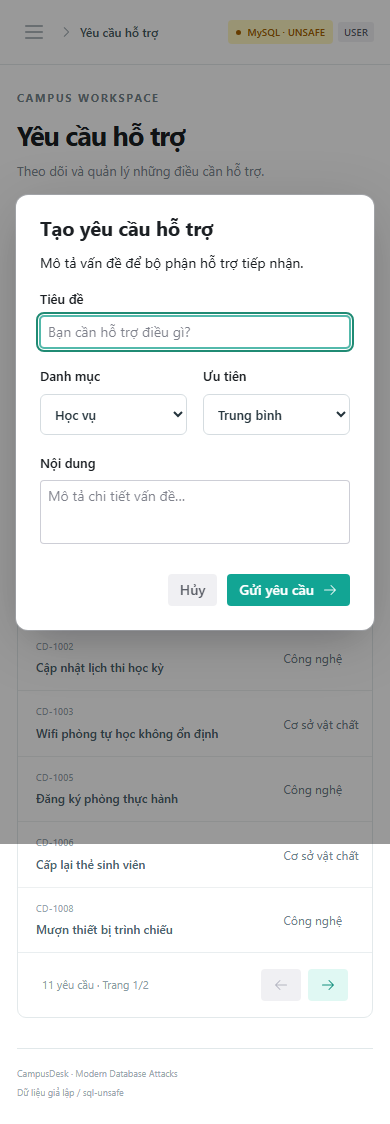 Yêu cầu hỗ trợ
MySQL · UNSAFE
USER
CAMPUS WORKSPACE
Yêu cầu hỗ trợ
Theo dõi và quản lý những điều cần hỗ trợ.
Tạo yêu cầu hỗ trợ
Mô tả vấn đề để bộ phận hỗ trợ tiếp nhận.
Tiêu đề
Bạn cần hỗ trợ điều gì?
Danh mục
Ưu tiên
Học vụ
Trung bình
Nội dung
Mô tả chi tiết vấn đề...
Hủy
Gửi yêu cầu →
CD-1002
Cập nhật lịch thi học kỳ
Công nghệ
CD-1003
Wifi phòng tự học không ổn định
Cơ sở vật chất
CD-1005
Đăng ký phòng thực hành
Công nghệ
CD-1006
Cấp lại thẻ sinh viên
Cơ sở vật chất
CD-1008
Mượn thiết bị trình chiếu
Công nghệ
11 yêu cầu · Trang 1/2
← →
CampusDesk · Modern Database Attacks
Dữ liệu giả lập / sql-unsafe